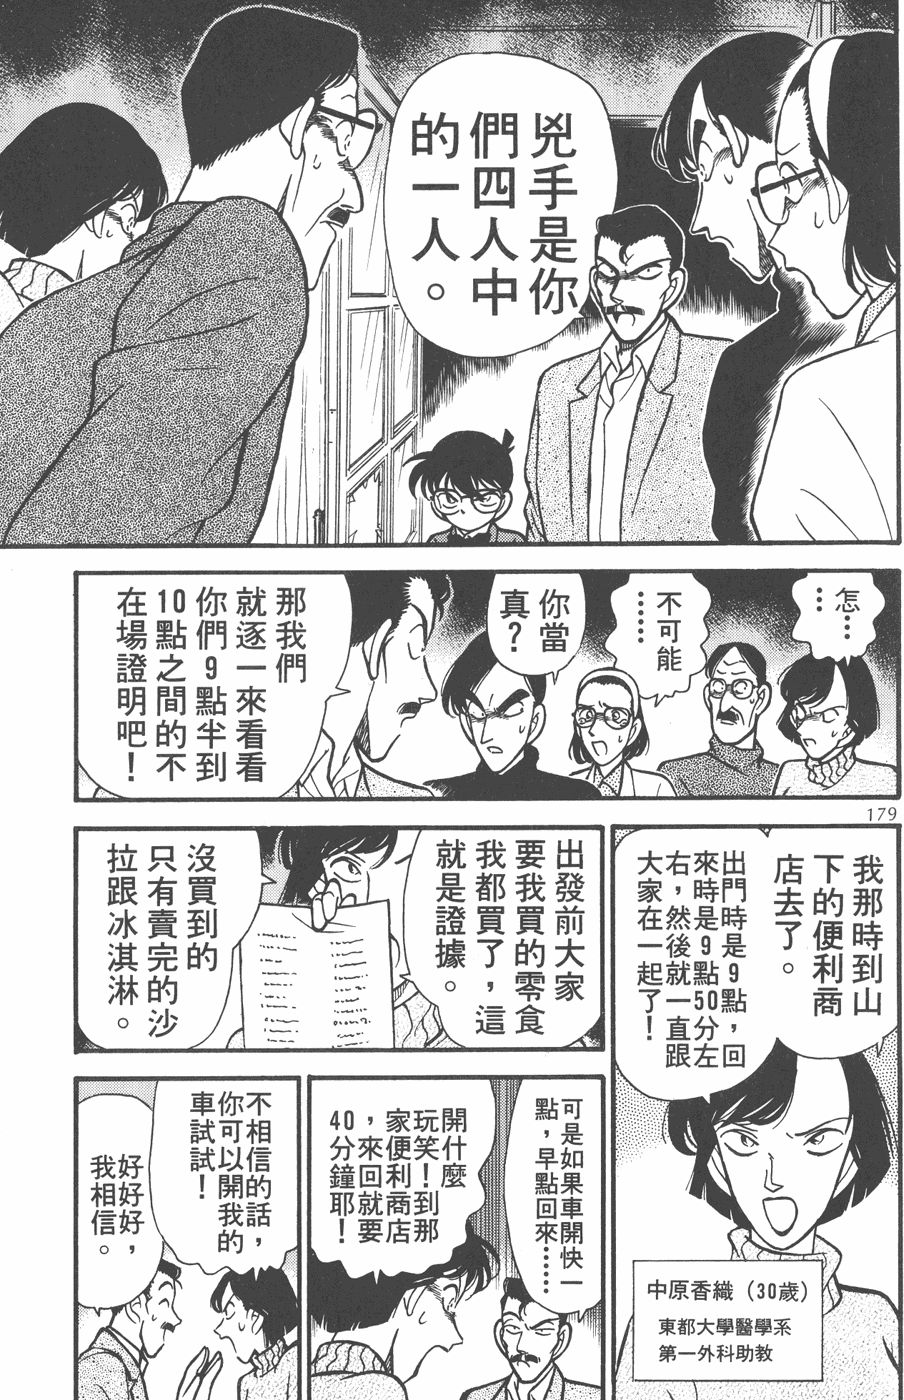 兇手是你
們四人中
的一人。
怎…
…
不可能
……
你當
真?
那我們
就逐一來看看
你們9點半到
10點之間的不
在場證明吧!
179
我那時到山
下的便利商
店去了。
出門時是9點,回
來時是9點50分左
右,然後就一直跟
大家在一起了!
出發前大家
要我買的零食
我都買了,這
就是證據。
沒買到的
只有賣完的沙
拉跟冰淇淋。
中原香織(30歲)
東都大學醫學系
第一外科助教
可是如果車開快一
點,早點回來……
開什麼
玩笑!到那
家便利商店
,來回就要
40分鐘耶!
不相信的話,
你可以開我的
車試試!
好好好,
我相信。